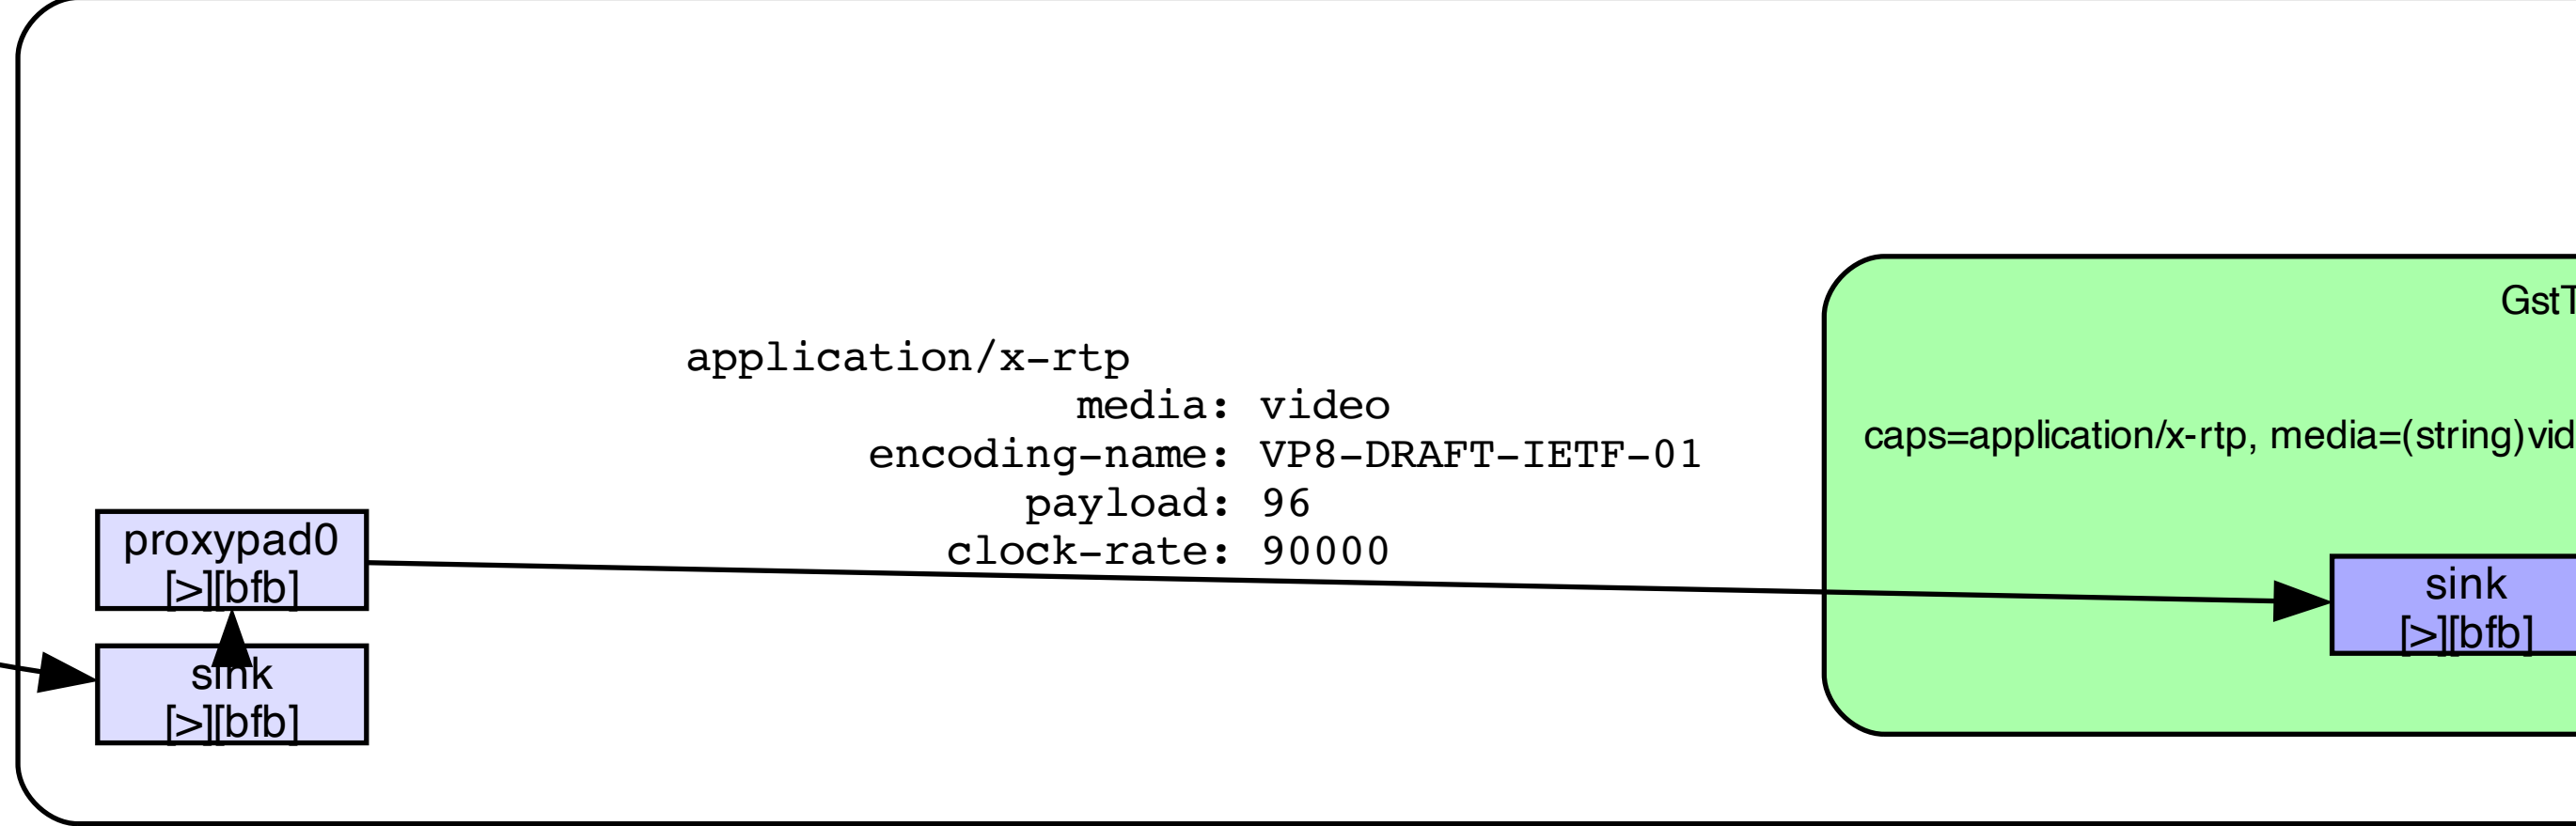 GstT
application/x-rtp
media: video
encoding-name: VP8-DRAFT-IETF-01
payload: 96
clock-rate: 90000
caps=application/x-rtp, media=(string)vid
proxypad0
[>][bfb]
sink
[>][bfb]
sink
[>][bfb]